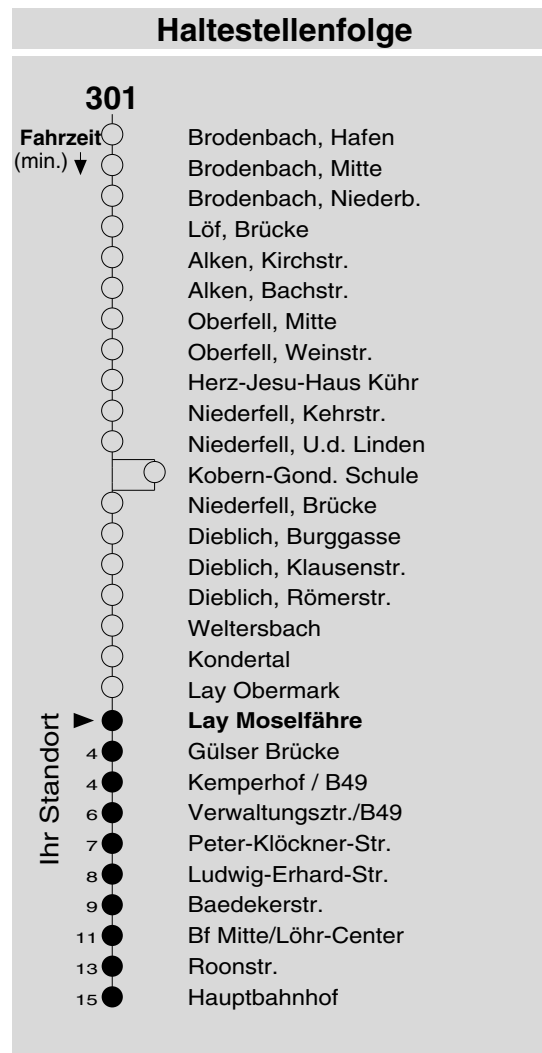 Haltestellenfolge
301
Fahrzeit Brodenbach, Hafen
(min.) Brodenbach, Mitte
Brodenbach, Niederb.
Löf, Brücke
Alken, Kirchstr.
Alken, Bachstr.
Oberfell, Mitte
Oberfell, Weinstr.
Herz-Jesu-Haus Kühr
Niederfell, Kehrstr.
Niederfell, U.d. Linden
Kobern-Gond. Schule
Niederfell, Brücke
Dieblich, Burggasse
Dieblich, Klausenstr.
Dieblich, Römerstr.
Weltersbach
Kondertal
Lay Obermark
Ihr Standort
Lay Moselfähre
4 Gülser Brücke
4 Kemperhof / B49
6 Verwaltungsztr./B49
7 Peter-Klöckner-Str.
8 Ludwig-Erhard-Str.
9 Baedekerstr.
11 Bf Mitte/Löhr-Center
13 Roonstr.
15 Hauptbahnhof